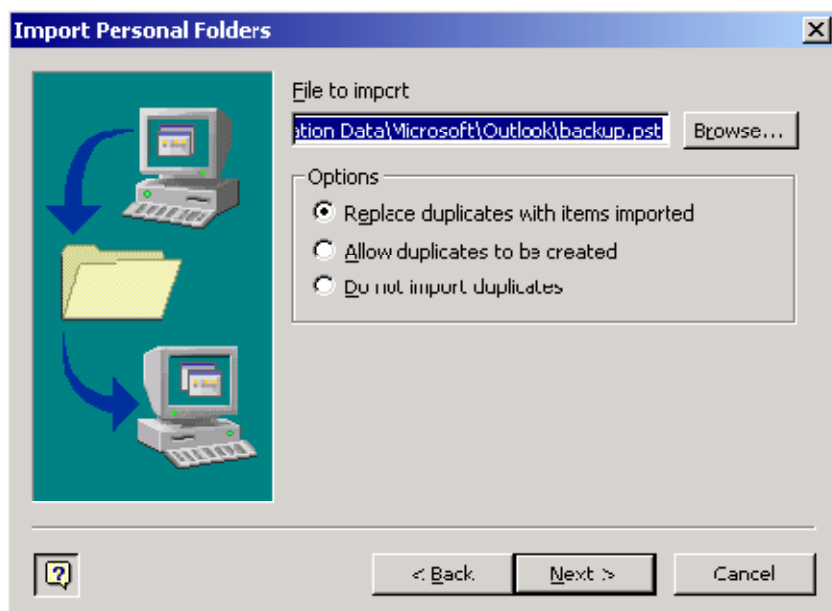 Import Personal Folders
File to import
ation Data\Microsoft\Outlook\backup.pst
Browse...
Options
Replace duplicates with items imported
Allow duplicates to be created
Do not import duplicates
< Back
Next >
Cancel